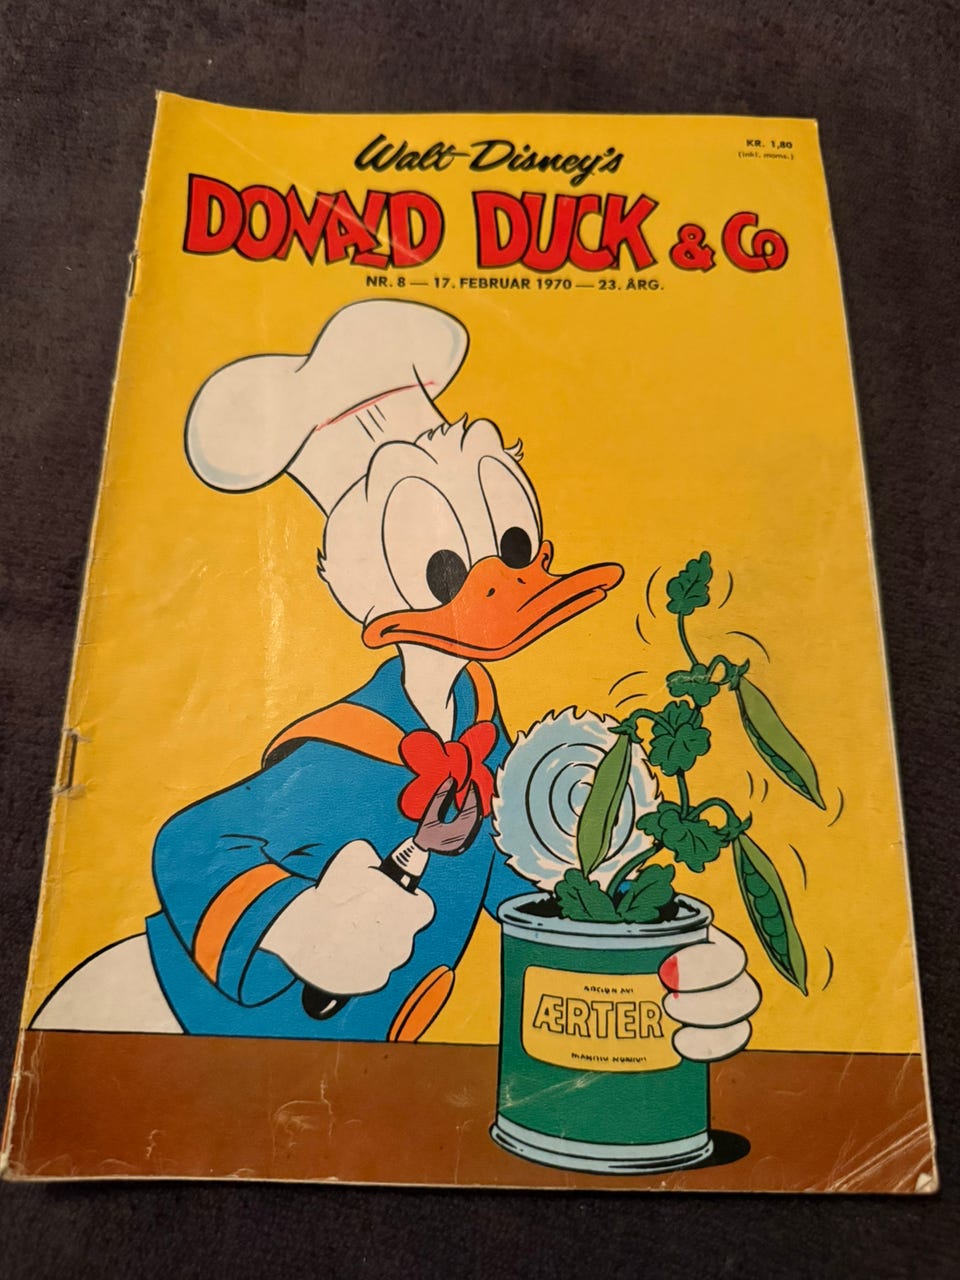 Walt Disney's
KR. 1,80
(inkl. moms.)
DONALD DUCK & Co
NR. 8 — 17. FEBRUAR 1970 — 23. ÅRG.
ÆRTER